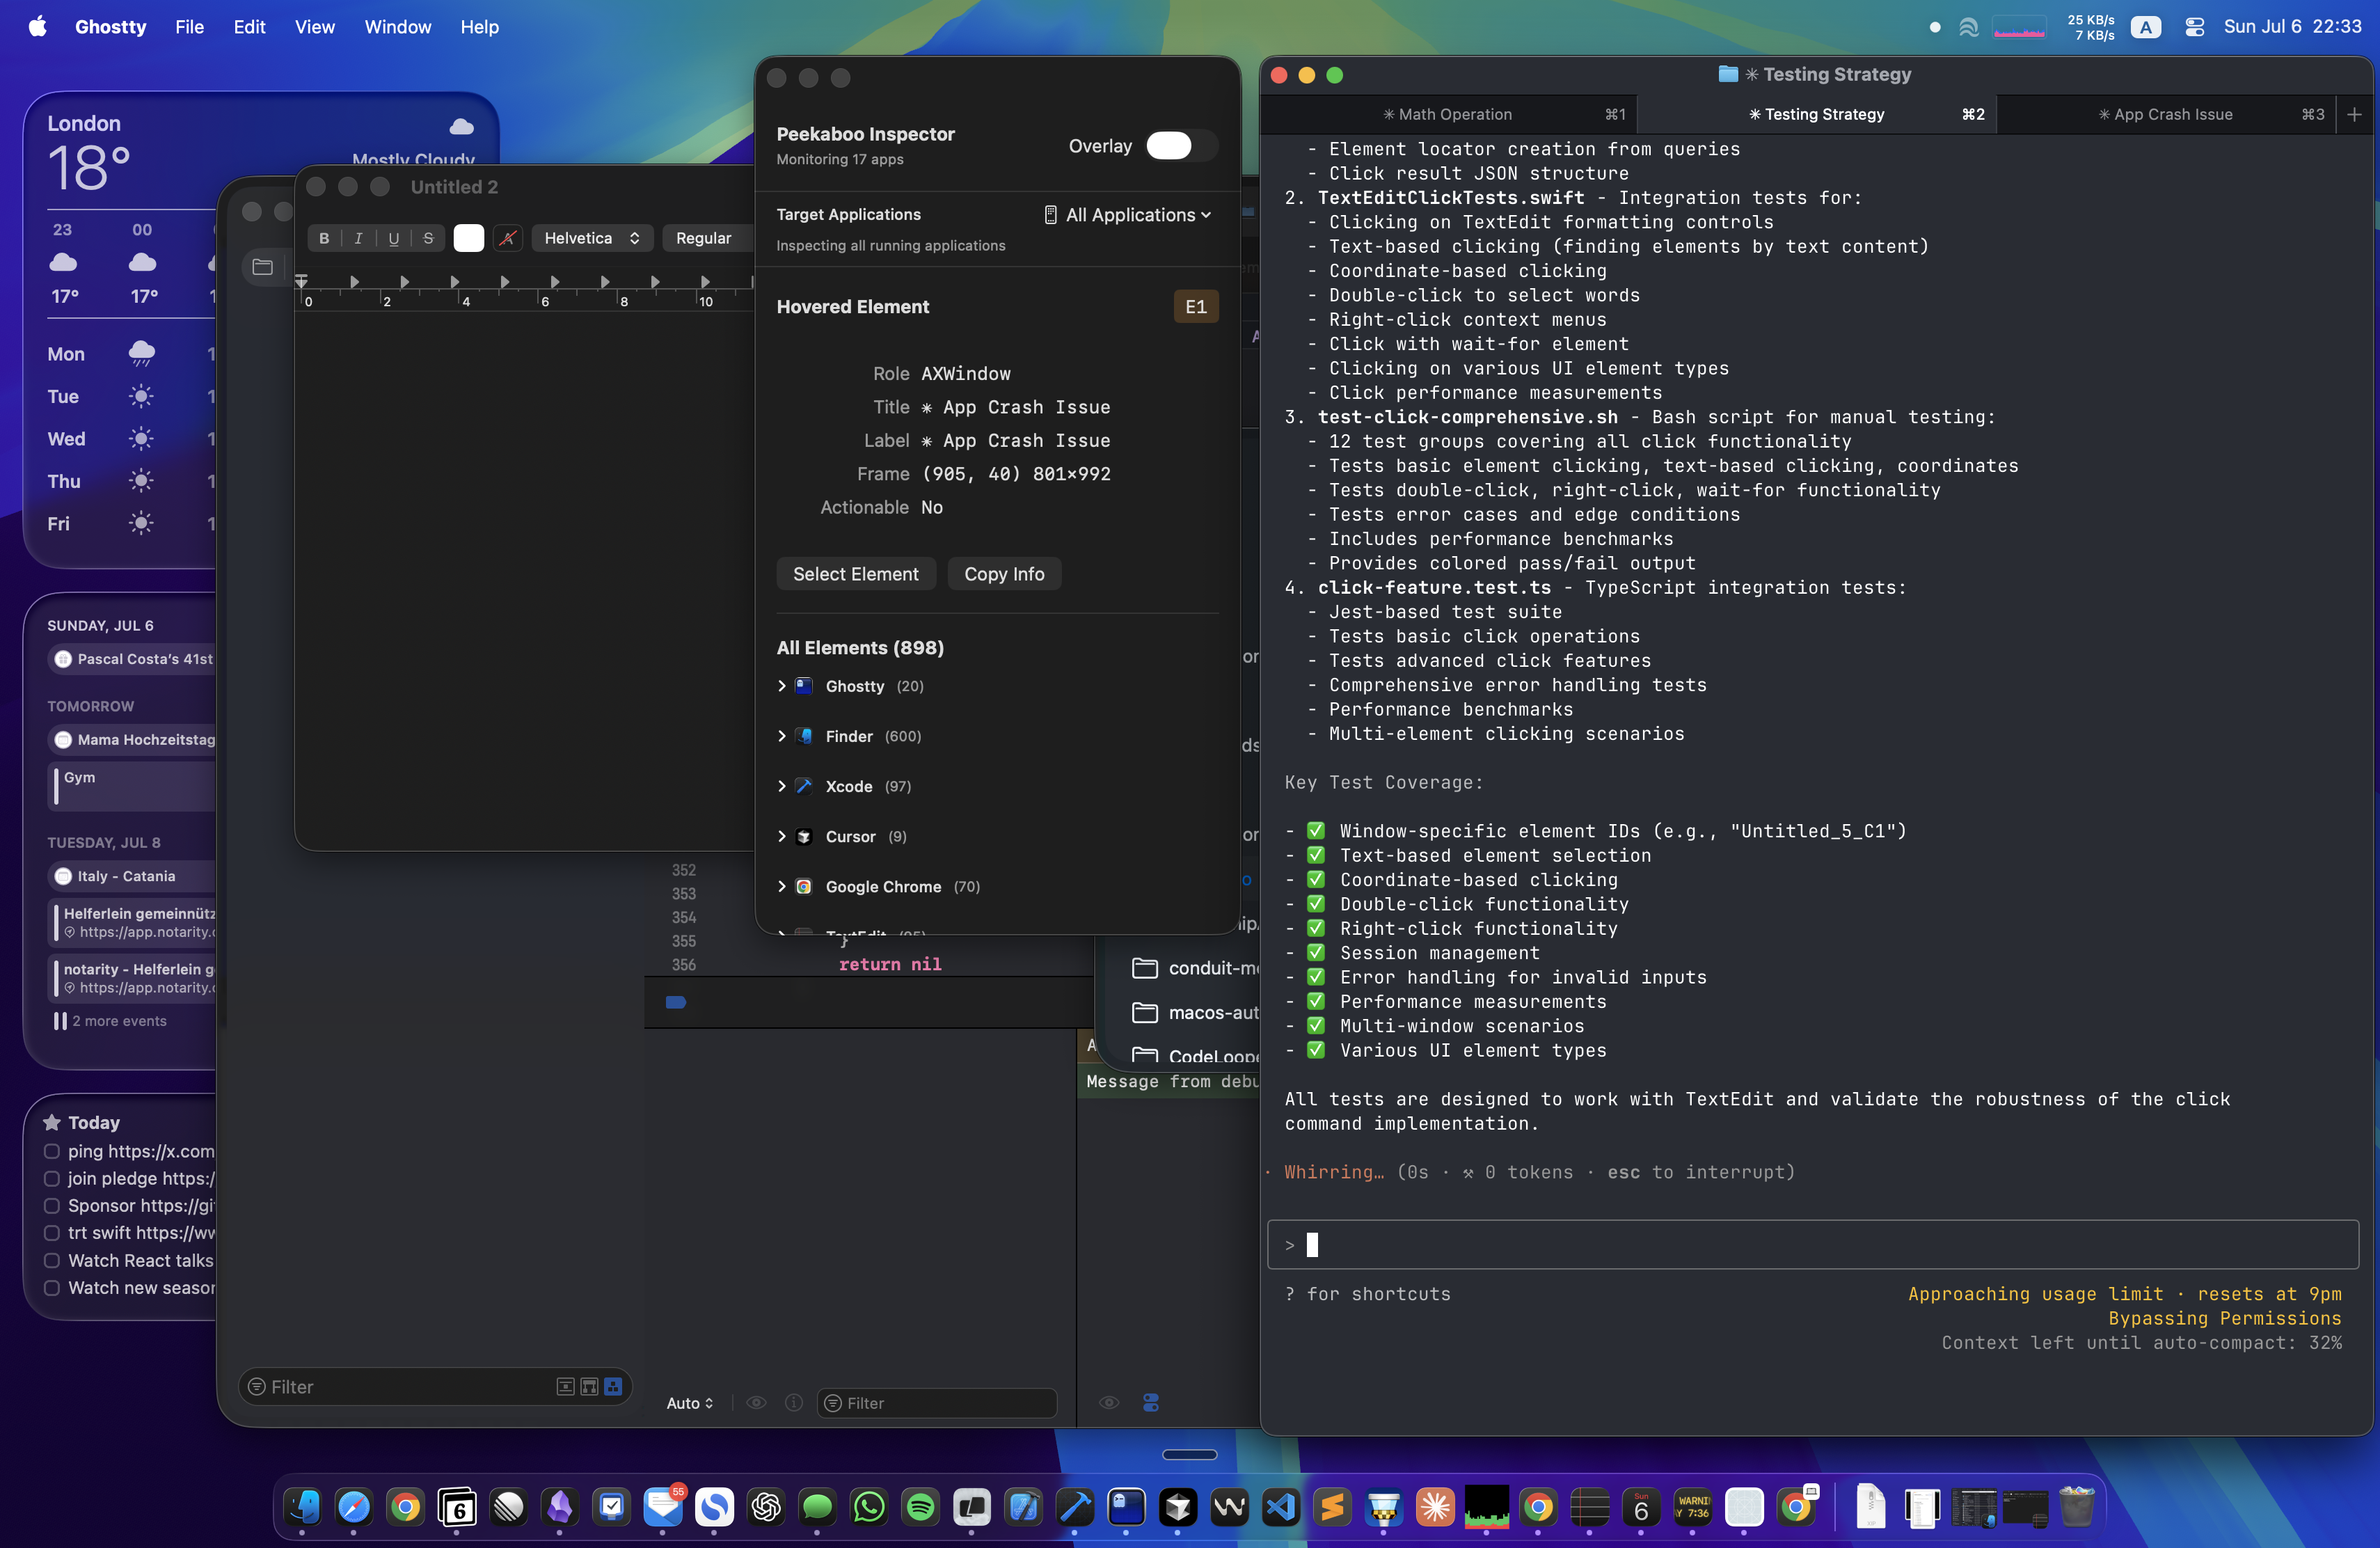 Ghostty File Edit View Window Help
25 KB/s
7 KB/s
A
Sun Jul 6 22:33
London
18°
Mostly Cloudy
23 00
17° 17°
Mon
Tue
Wed
Thu
Fri
SUNDAY, JUL 6
Pascal Costa's 41st
TOMORROW
Mama Hochzeitstag
Gym
TUESDAY, JUL 8
Italy - Catania
Helferlein gemeinnütz
https://app.notarity.c
notarity - Helferlein g
https://app.notarity.c
2 more events
Today
ping https://x.com
join pledge https:/
Sponsor https://gi
trt swift https://ww
Watch React talks
Watch new season
Untitled 2
B I U S Helvetica Regular
0 2 4 6 8 10
352
353
354
355 }
356 return nil
Filter
Auto
Filter
Peekaboo Inspector
Monitoring 17 apps
Overlay
Target Applications
All Applications
Inspecting all running applications
Hovered Element
E1
Role AXWindow
Title ✳ App Crash Issue
Label ✳ App Crash Issue
Frame (905, 40) 801×992
Actionable No
Select Element Copy Info
All Elements (898)
Ghostty (20)
Finder (600)
Xcode (97)
Cursor (9)
Google Chrome (70)
conduit-m
macos-aut
CodeLoope
Message from debu
✳ Testing Strategy
✳ Math Operation ⌘1
✳ Testing Strategy ⌘2
✳ App Crash Issue ⌘3
- Element locator creation from queries
- Click result JSON structure
2. TextEditClickTests.swift - Integration tests for:
- Clicking on TextEdit formatting controls
- Text-based clicking (finding elements by text content)
- Coordinate-based clicking
- Double-click to select words
- Right-click context menus
- Click with wait-for element
- Clicking on various UI element types
- Click performance measurements
3. test-click-comprehensive.sh - Bash script for manual testing:
- 12 test groups covering all click functionality
- Tests basic element clicking, text-based clicking, coordinates
- Tests double-click, right-click, wait-for functionality
- Tests error cases and edge conditions
- Includes performance benchmarks
- Provides colored pass/fail output
4. click-feature.test.ts - TypeScript integration tests:
- Jest-based test suite
- Tests basic click operations
- Tests advanced click features
- Comprehensive error handling tests
- Performance benchmarks
- Multi-element clicking scenarios
Key Test Coverage:
- ✅ Window-specific element IDs (e.g., "Untitled_5_C1")
- ✅ Text-based element selection
- ✅ Coordinate-based clicking
- ✅ Double-click functionality
- ✅ Right-click functionality
- ✅ Session management
- ✅ Error handling for invalid inputs
- ✅ Performance measurements
- ✅ Multi-window scenarios
- ✅ Various UI element types
All tests are designed to work with TextEdit and validate the robustness of the click
command implementation.
· Whirring… (0s · ⚒ 0 tokens · esc to interrupt)
>
? for shortcuts
Approaching usage limit · resets at 9pm
Bypassing Permissions
Context left until auto-compact: 32%
6
55
Sun
6
WARNI
Y 7:36